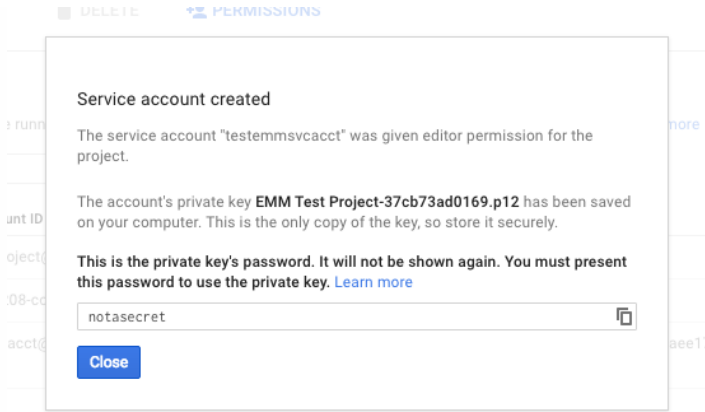 DELETE PERMISSIONS
Service account created
The service account "testemmsvcacct" was given editor permission for the
project.
more
The account's private key EMM Test Project-37cb73ad0169.p12 has been saved
on your computer. This is the only copy of the key, so store it securely.
unt ID
This is the private key's password. It will not be shown again. You must present
this password to use the private key. Learn more
notasecret
Close